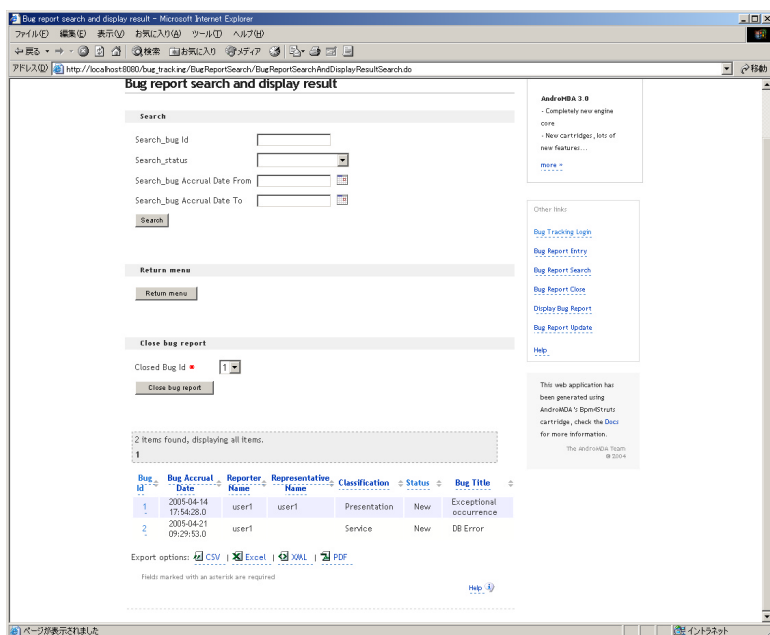 Bug report search and display result - Microsoft Internet Explorer
ファイル(F) 編集(E) 表示(V) お気に入り(A) ツール(T) ヘルプ(H)
戻る 検索 お気に入り メディア
アドレス(D) http://localhost:8080/bug_tracking/BugReportSearch/BugReportSearchAndDisplayResultSearch.do 移動
Bug report search and display result
Search
Search_bug Id
Search_status
Search_bug Accrual Date From
Search_bug Accrual Date To
Search
Return menu
Return menu
Close bug report
Closed Bug Id 1
Close bug report
2 items found, displaying all items.
1
Bug Id Bug Accrual Date Reporter Name Representative Name Classification Status Bug Title
1 2005-04-14 17:54:28.0 user1 user1 Presentation New Exceptional occurrence
2 2005-04-21 09:29:53.0 user1 Service New DB Error
Export options: CSV | Excel | XML | PDF
Fields marked with an asterisk are required
Help
AndroMDA 3.0
- Completely new engine
core
- New cartridges, lots of
new features...
more »
Other links
Bug Tracking Login
Bug Report Entry
Bug Report Search
Bug Report Close
Display Bug Report
Bug Report Update
Help
This web application has
been generated using
AndroMDA's Bpm4Struts
cartridge, check the Docs
for more information.
The AndroMDA Team
© 2004
ページが表示されました イントラネット